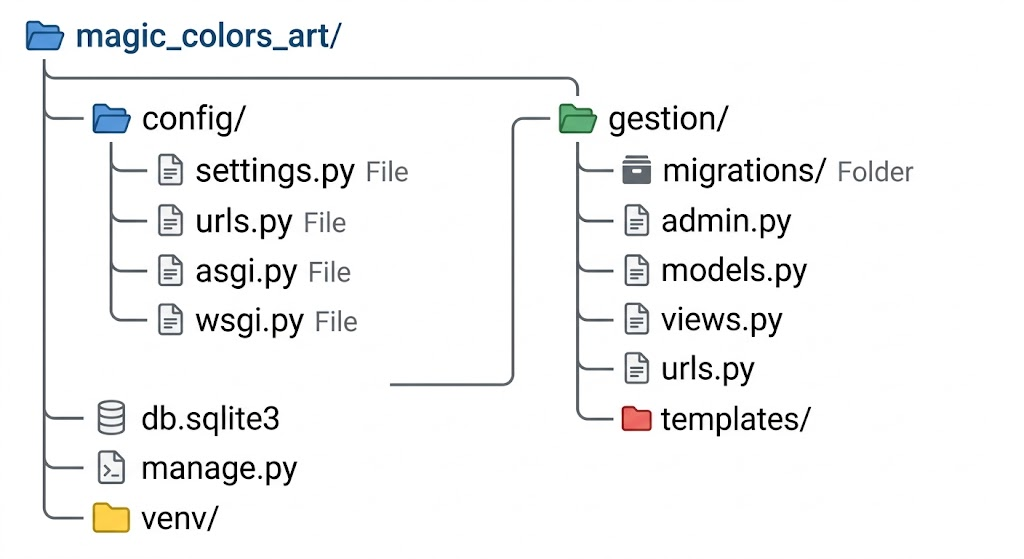 magic_colors_art/
config/
settings.py File
urls.py File
asgi.py File
wsgi.py File
db.sqlite3
manage.py
venv/
gestion/
migrations/ Folder
admin.py
models.py
views.py
urls.py
templates/